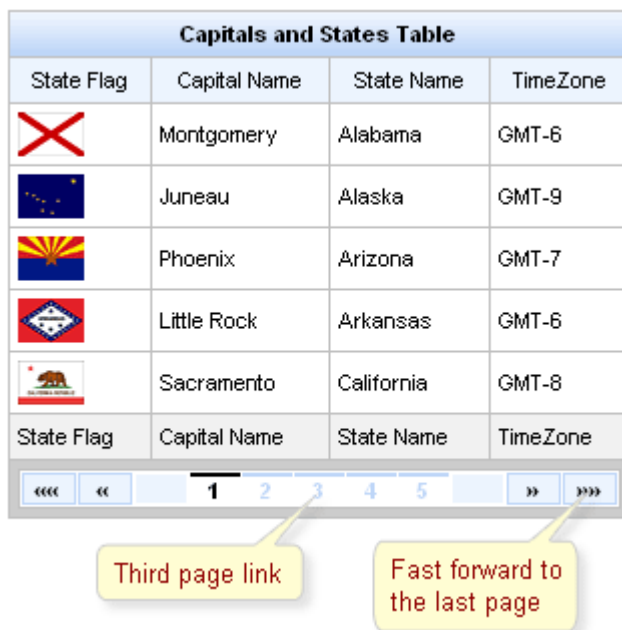 Capitals and States Table
State Flag Capital Name State Name TimeZone
Montgomery Alabama GMT-6
Juneau Alaska GMT-9
Phoenix Arizona GMT-7
Little Rock Arkansas GMT-6
Sacramento California GMT-8
State Flag Capital Name State Name TimeZone
«« « 1 2 3 4 5 » »»
Third page link
Fast forward to
the last page